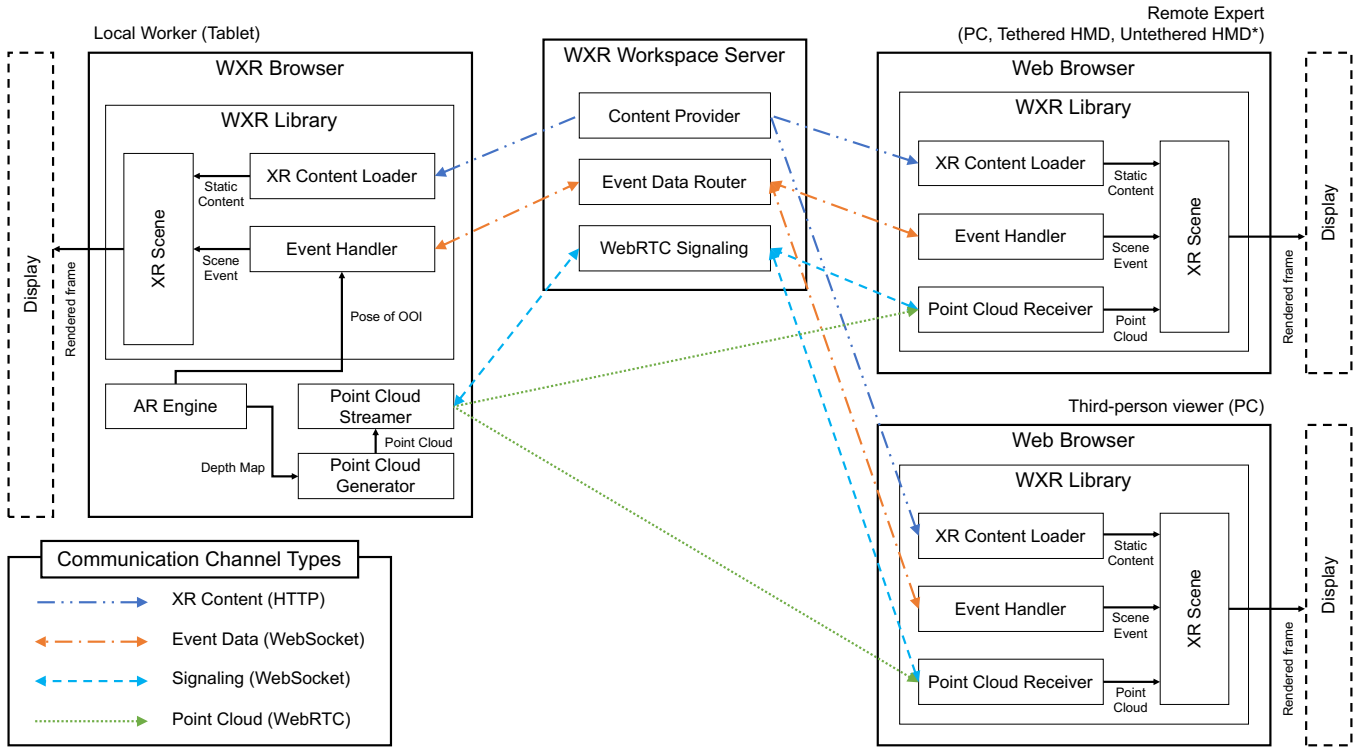 Local Worker (Tablet)
Display
Rendered frame
WXR Browser
WXR Library
XR Scene
XR Content Loader
Static
Content
Event Handler
Scene
Event
Pose of OOI
AR Engine
Point Cloud
Streamer
Point Cloud
Depth Map
Point Cloud
Generator
WXR Workspace Server
Content Provider
Event Data Router
WebRTC Signaling
Remote Expert
(PC, Tethered HMD, Untethered HMD*)
Web Browser
WXR Library
XR Content Loader
Static
Content
Event Handler
Scene
Event
Point Cloud Receiver
Point
Cloud
XR Scene
Rendered frame
Display
Third-person viewer (PC)
Web Browser
WXR Library
XR Content Loader
Static
Content
Event Handler
Scene
Event
Point Cloud Receiver
Point
Cloud
XR Scene
Rendered frame
Display
Communication Channel Types
XR Content (HTTP)
Event Data (WebSocket)
Signaling (WebSocket)
Point Cloud (WebRTC)